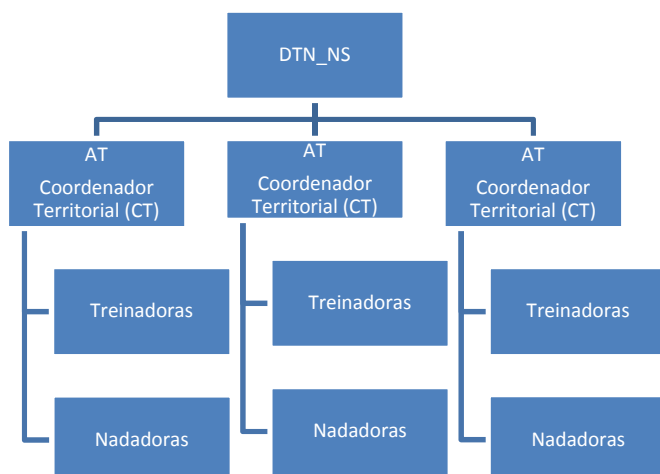 DTN_NS
AT
Coordenador
Territorial (CT)
Treinadoras
Nadadoras
AT
Coordenador
Territorial (CT)
Treinadoras
Nadadoras
AT
Coordenador
Territorial (CT)
Treinadoras
Nadadoras